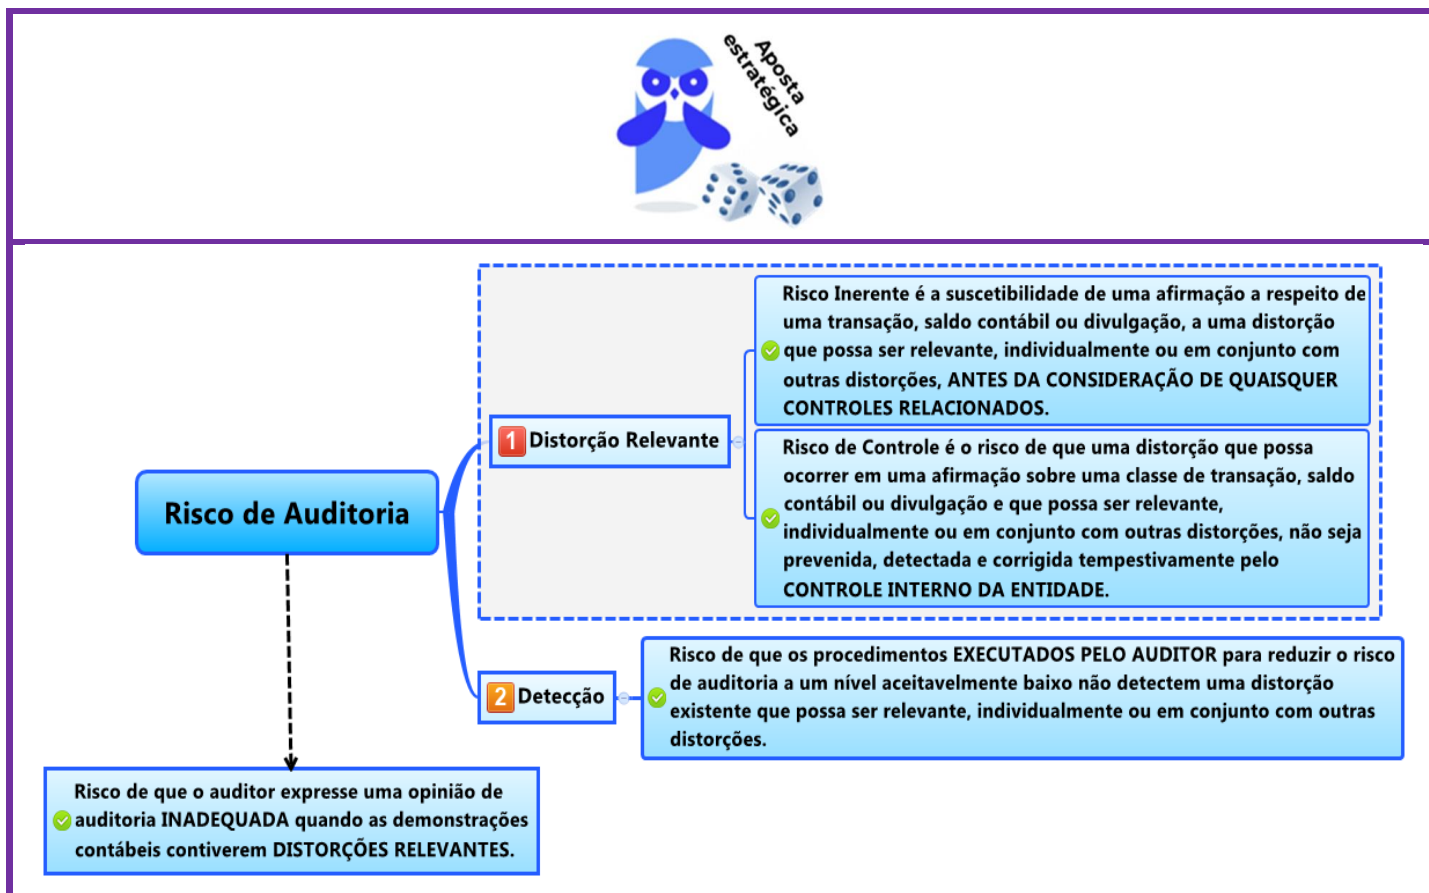 Aposta
estratégica
Risco Inerente é a suscetibilidade de uma afirmação a respeito de
uma transação, saldo contábil ou divulgação, a uma distorção
que possa ser relevante, individualmente ou em conjunto com
outras distorções, ANTES DA CONSIDERAÇÃO DE QUAISQUER
CONTROLES RELACIONADOS.
1 Distorção Relevante
Risco de Controle é o risco de que uma distorção que possa
ocorrer em uma afirmação sobre uma classe de transação, saldo
contábil ou divulgação e que possa ser relevante,
individualmente ou em conjunto com outras distorções, não seja
prevenida, detectada e corrigida tempestivamente pelo
CONTROLE INTERNO DA ENTIDADE.
Risco de Auditoria
2 Detecção
Risco de que os procedimentos EXECUTADOS PELO AUDITOR para reduzir o risco
de auditoria a um nível aceitavelmente baixo não detectem uma distorção
existente que possa ser relevante, individualmente ou em conjunto com outras
distorções.
Risco de que o auditor expresse uma opinião de
auditoria INADEQUADA quando as demonstrações
contábeis contiverem DISTORÇÕES RELEVANTES.